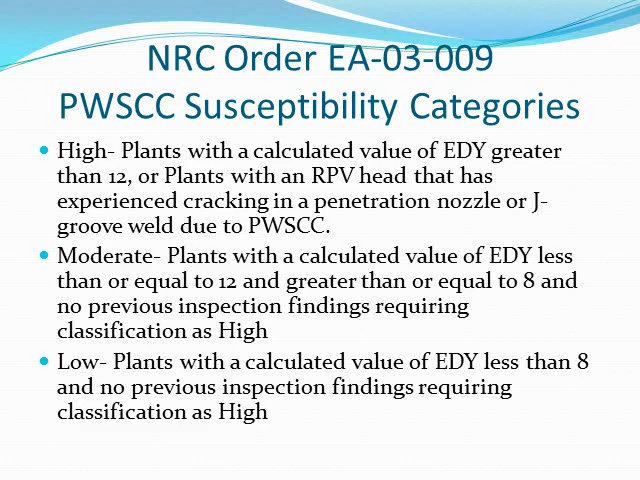 NRC Order EA-03-009
PWSCC Susceptibility Categories
• High- Plants with a calculated value of EDY greater
than 12, or Plants with an RPV head that has
experienced cracking in a penetration nozzle or J-
groove weld due to PWSCC.
• Moderate- Plants with a calculated value of EDY less
than or equal to 12 and greater than or equal to 8 and
no previous inspection findings requiring
classification as High
• Low- Plants with a calculated value of EDY less than 8
and no previous inspection findings requiring
classification as High